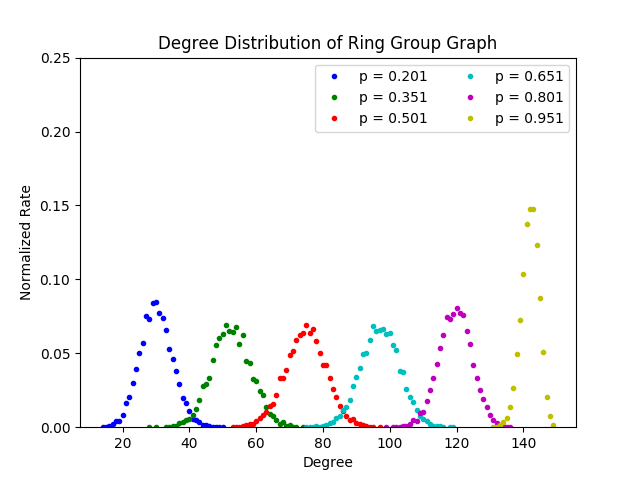 Degree Distribution of Ring Group Graph
p = 0.201
p = 0.351
p = 0.501
p = 0.651
p = 0.801
p = 0.951
Normalized Rate
0.25
0.20
0.15
0.10
0.05
0.00
20 40 60 80 100 120 140
Degree